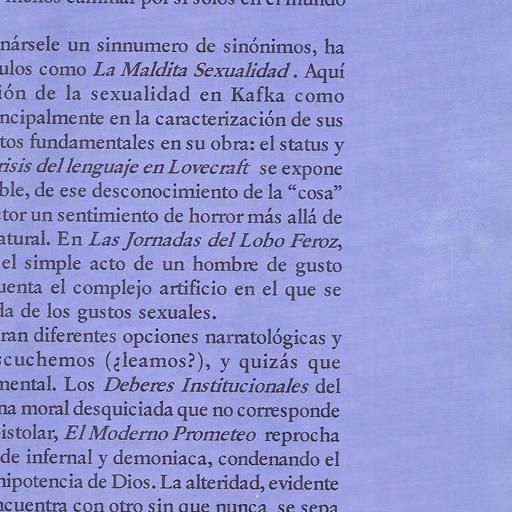 menos caminar por sí solos en el mundo
nársele un sinnumero de sinónimos, ha
ulos como La Maldita Sexualidad . Aquí
ión de la sexualidad en Kafka como
ncipalmente en la caracterización de sus
tos fundamentales en su obra: el status y
risis del lenguaje en Lovecraft se expone
ble, de ese desconocimiento de la “cosa”
ctor un sentimiento de horror más allá de
atural. En Las Jornadas del Lobo Feroz,
el simple acto de un hombre de gusto
uenta el complejo artificio en el que se
da de los gustos sexuales.
ran diferentes opciones narratológicas y
scuchemos (¿leamos?), y quizás que
mental. Los Deberes Institucionales del
na moral desquiciada que no corresponde
pistolar, El Moderno Prometeo reprocha
de infernal y demoniaca, condenando el
nipotencia de Dios. La alteridad, evidente
ncuentra con otro sin que nunca se sepa